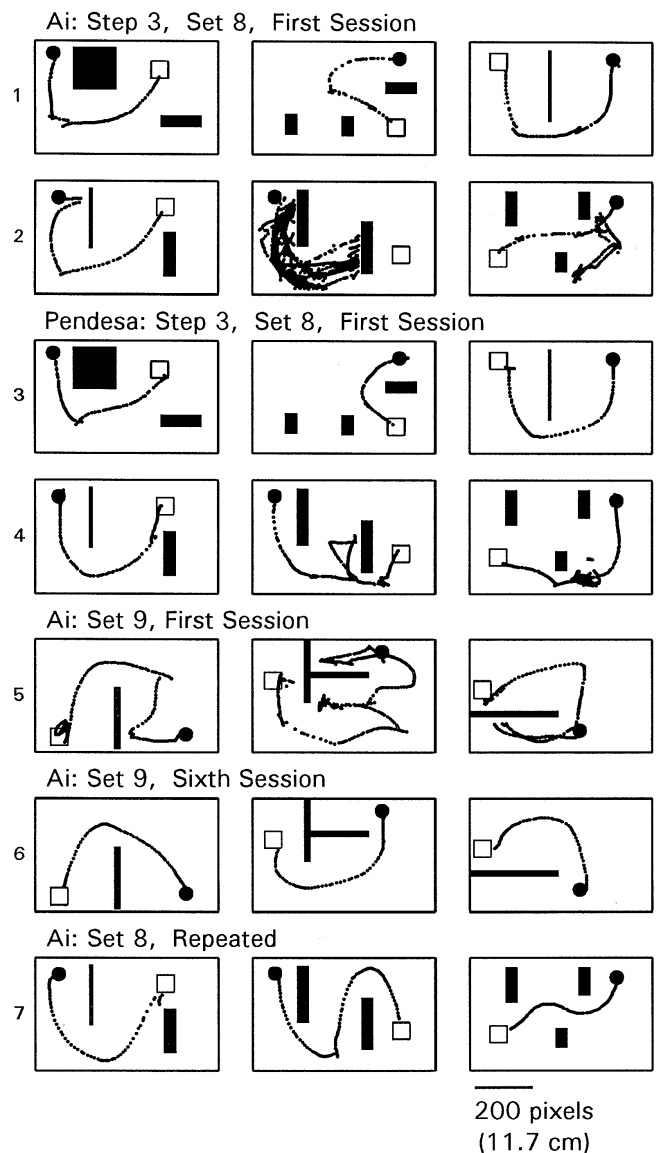 Ai: Step 3, Set 8, First Session
1
2
Pendesa: Step 3, Set 8, First Session
3
4
Ai: Set 9, First Session
5
Ai: Set 9, Sixth Session
6
Ai: Set 8, Repeated
7
200 pixels
(11.7 cm)